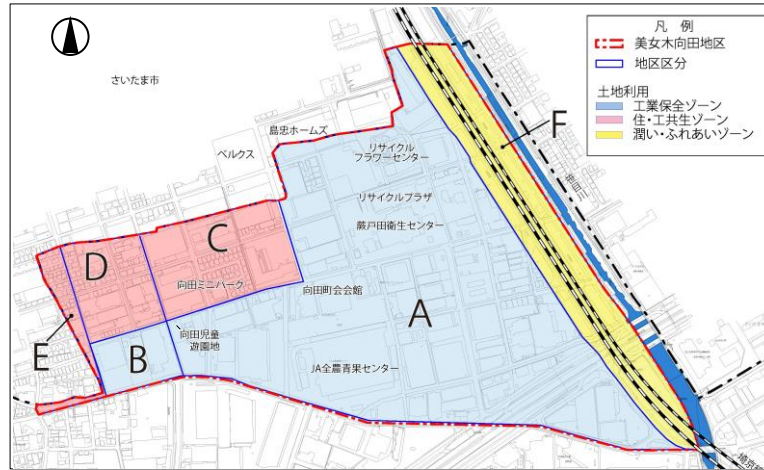 凡 例
美女木向田地区
地区区分
土地利用
工業保全ゾーン
住・工共生ゾーン
潤い・ふれあいゾーン
さいたま市
島忠ホームズ
ベルクス
リサイクル
フラワーセンター
F
リサイクルプラザ
蕨戸田衛生センター
C
D
向田ミニパーク
向田町会会館
A
E
B
向田児童
遊園地
JA全農青果センター